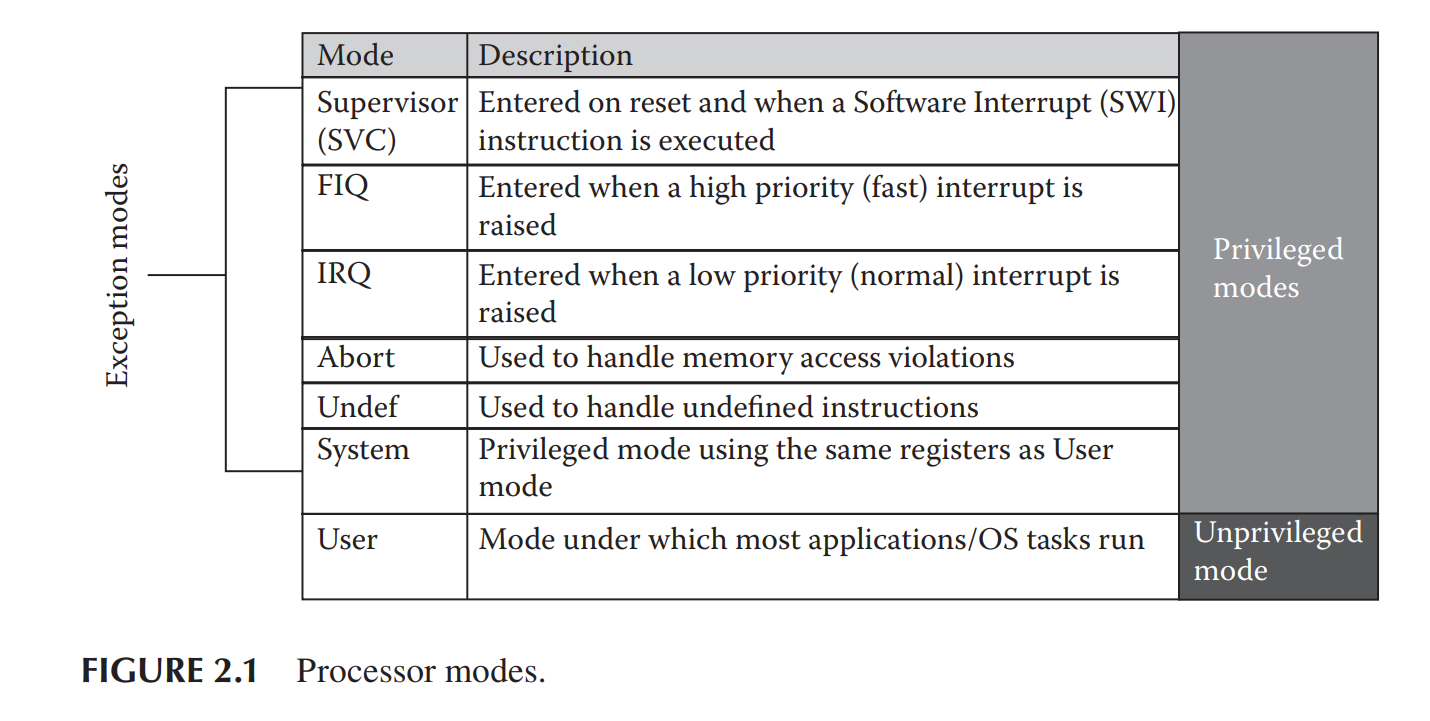 Mode Description
Supervisor Entered on reset and when a Software Interrupt (SWI)
(SVC) instruction is executed
FIQ Entered when a high priority (fast) interrupt is
raised
IRQ Entered when a low priority (normal) interrupt is
raised
Abort Used to handle memory access violations
Undef Used to handle undefined instructions
System Privileged mode using the same registers as User
mode
User Mode under which most applications/OS tasks run
Exception modes
Privileged
modes
Unprivileged
mode
FIGURE 2.1 Processor modes.